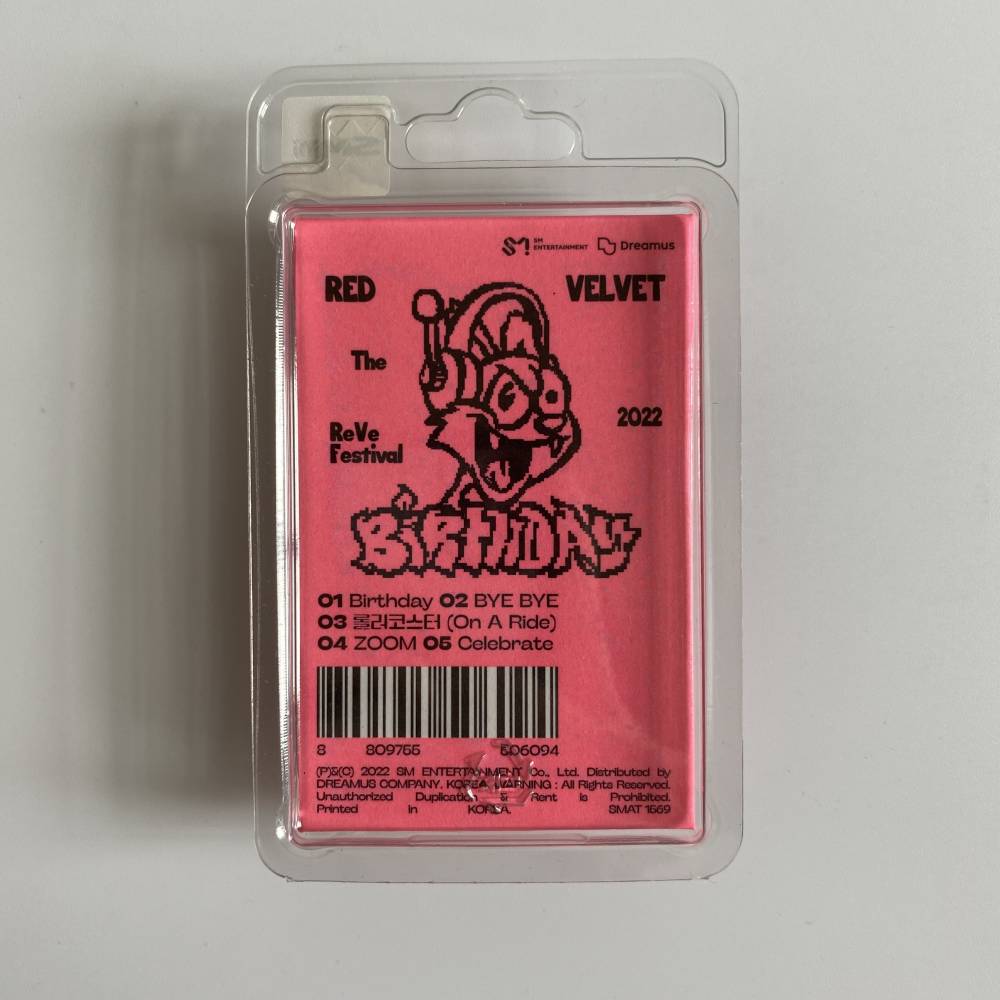 SM
SM ENTERTAINMENT
Dreamus
RED VELVET
The
ReVe
Festival
2022
BiRTHDAY
01 Birthday 02 BYE BYE
03 롤러코스터 (On A Ride)
04 ZOOM 05 Celebrate
8 809755 506094
(P)&(C) 2022 SM ENTERTAINMENT Co., Ltd. Distributed by
DREAMUS COMPANY. KOREA WARNING : All Rights Reserved.
Unauthorized Duplication & Rent is Prohibited.
Printed in KOREA. SMAT 1569